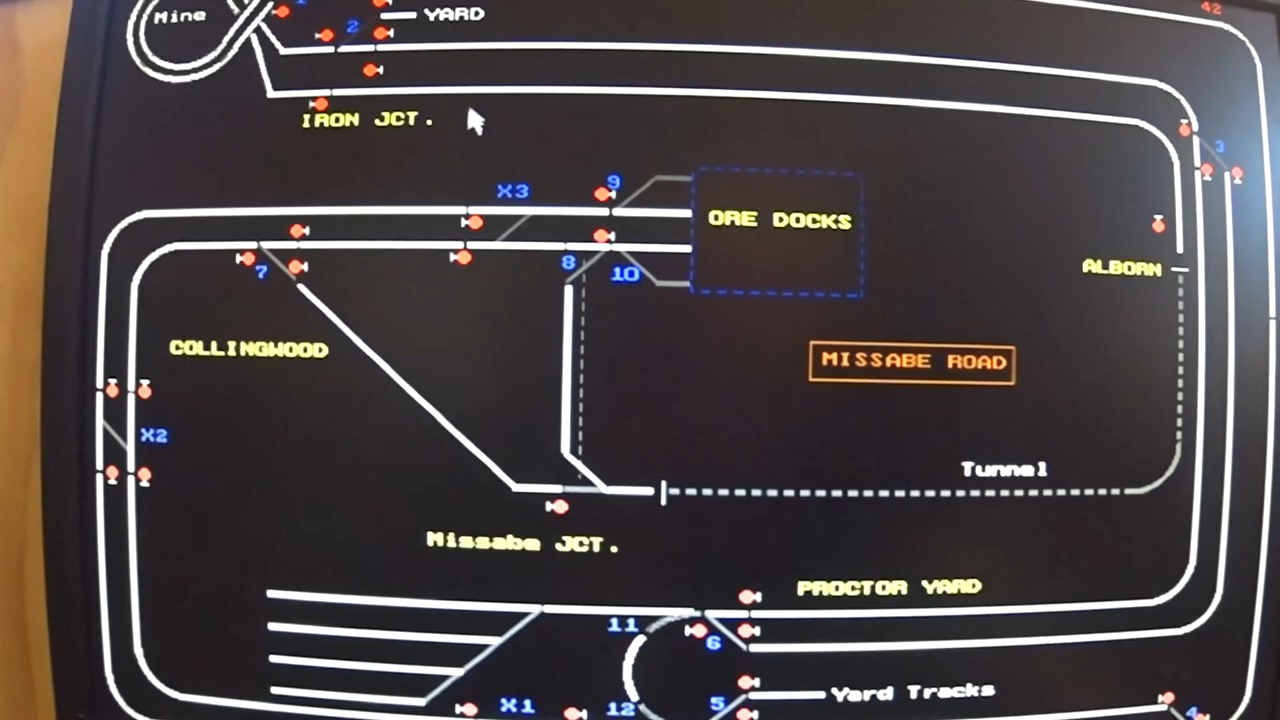 1
Mine
YARD
2
42
IRON JCT.
3
X3
9
ORE DOCKS
8
10
7
ALBORN
COLLINGWOOD
MISSABE ROAD
X2
Tunnel
Missabe JCT.
PROCTOR YARD
11
6
Yard Tracks
X1
12
5
4